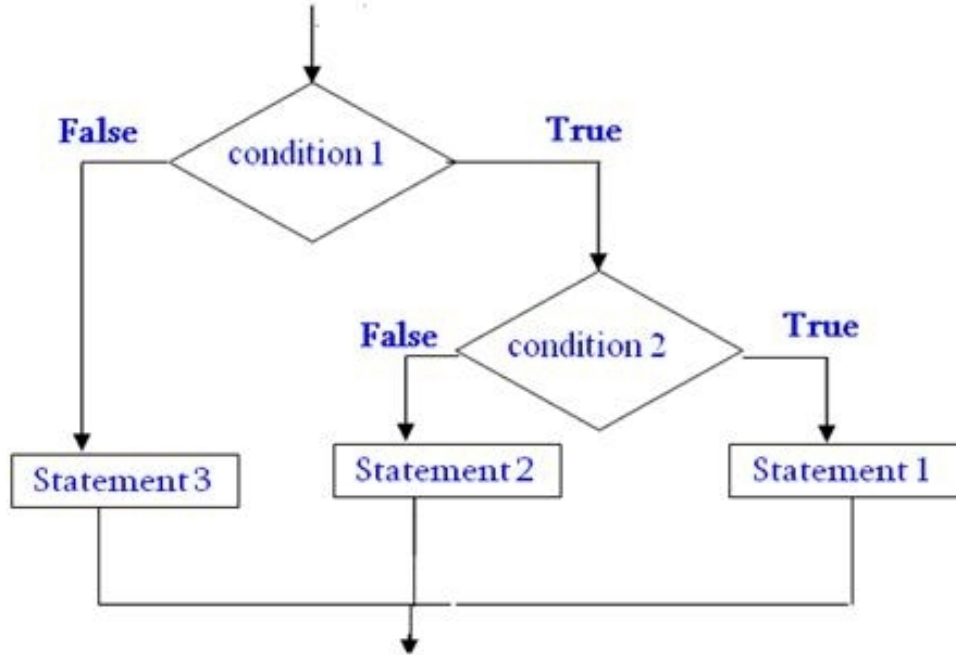 False
True
condition 1
False
True
condition 2
Statement 3
Statement 2
Statement 1